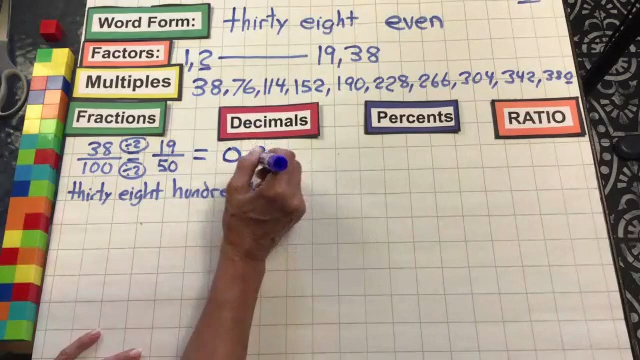 Word Form: thirty eight even
Factors: 1,2 19,38
Multiples 38,76,114,152,190,228,266,304,342,380
Fractions Decimals Percents RATIO
38 ÷2 19 = 0
100 ÷2 50
thirty eight